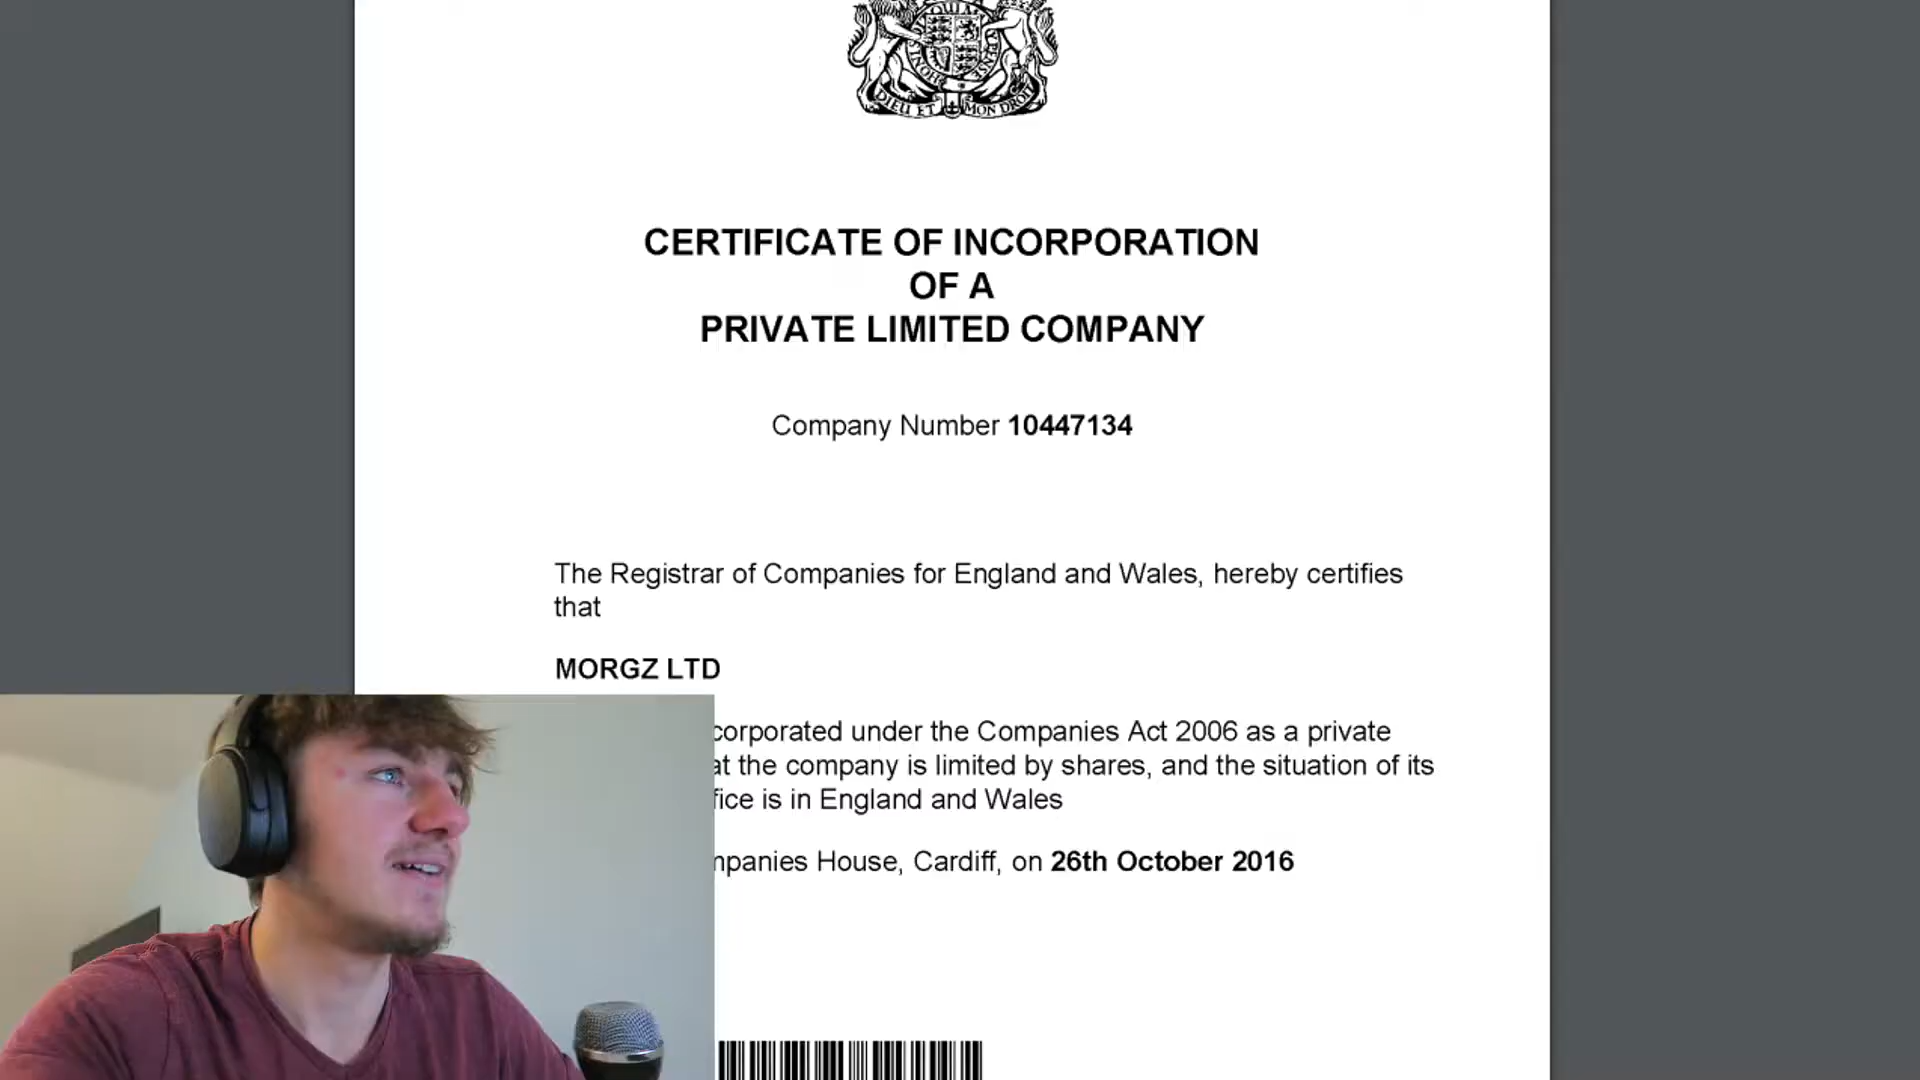 DIEU ET MON DROIT
CERTIFICATE OF INCORPORATION
OF A
PRIVATE LIMITED COMPANY
Company Number 10447134
The Registrar of Companies for England and Wales, hereby certifies
that
MORGZ LTD
corporated under the Companies Act 2006 as a private
at the company is limited by shares, and the situation of its
fice is in England and Wales
mpanies House, Cardiff, on 26th October 2016